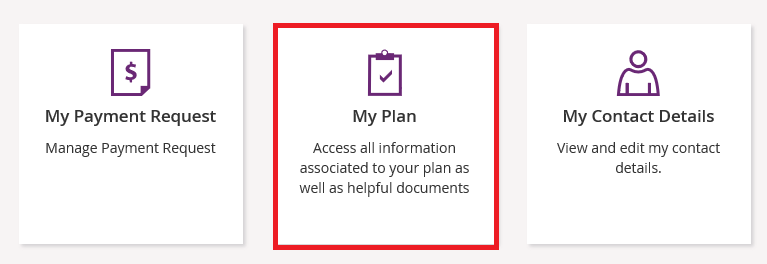 $
My Payment Request
Manage Payment Request
My Plan
Access all information
associated to your plan as
well as helpful documents
My Contact Details
View and edit my contact
details.